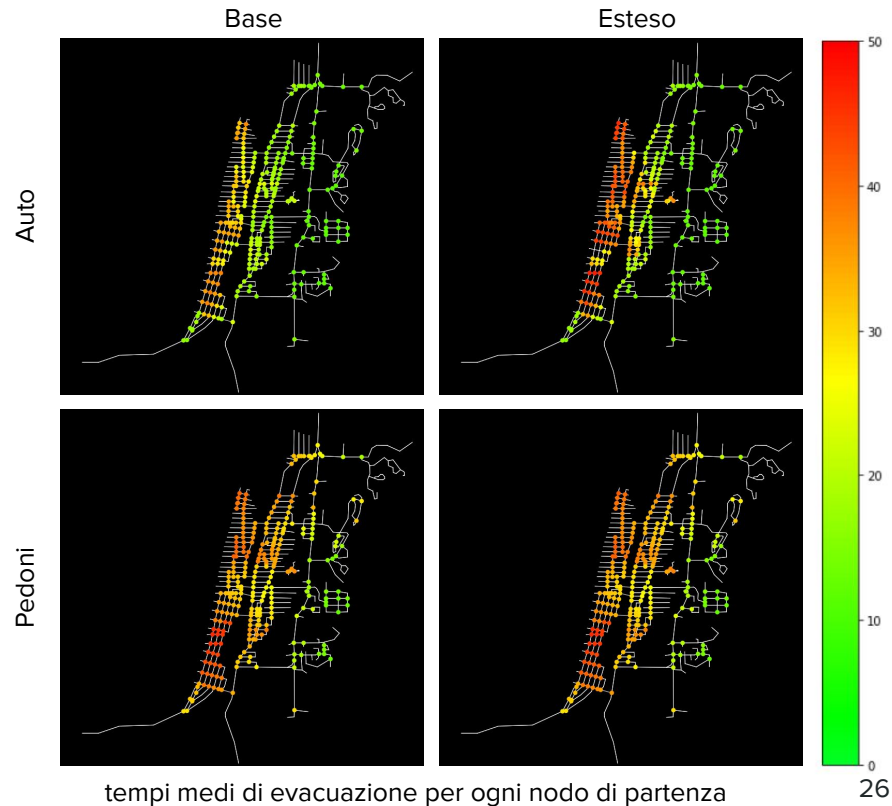 Base
Esteso
Auto
Pedoni
50
40
30
20
10
0
tempi medi di evacuazione per ogni nodo di partenza
26